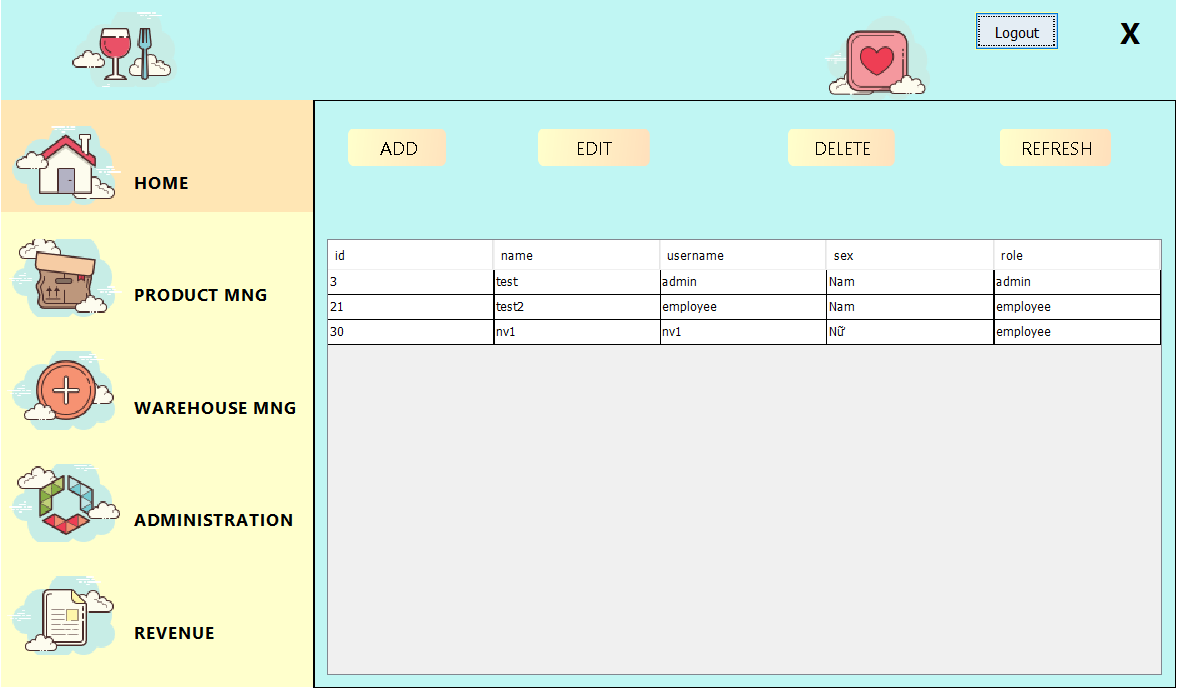 Logout X
HOME
PRODUCT MNG
WAREHOUSE MNG
ADMINISTRATION
REVENUE
ADD EDIT DELETE REFRESH
id name username sex role
3 test admin Nam admin
21 test2 employee Nam employee
30 nv1 nv1 Nữ employee